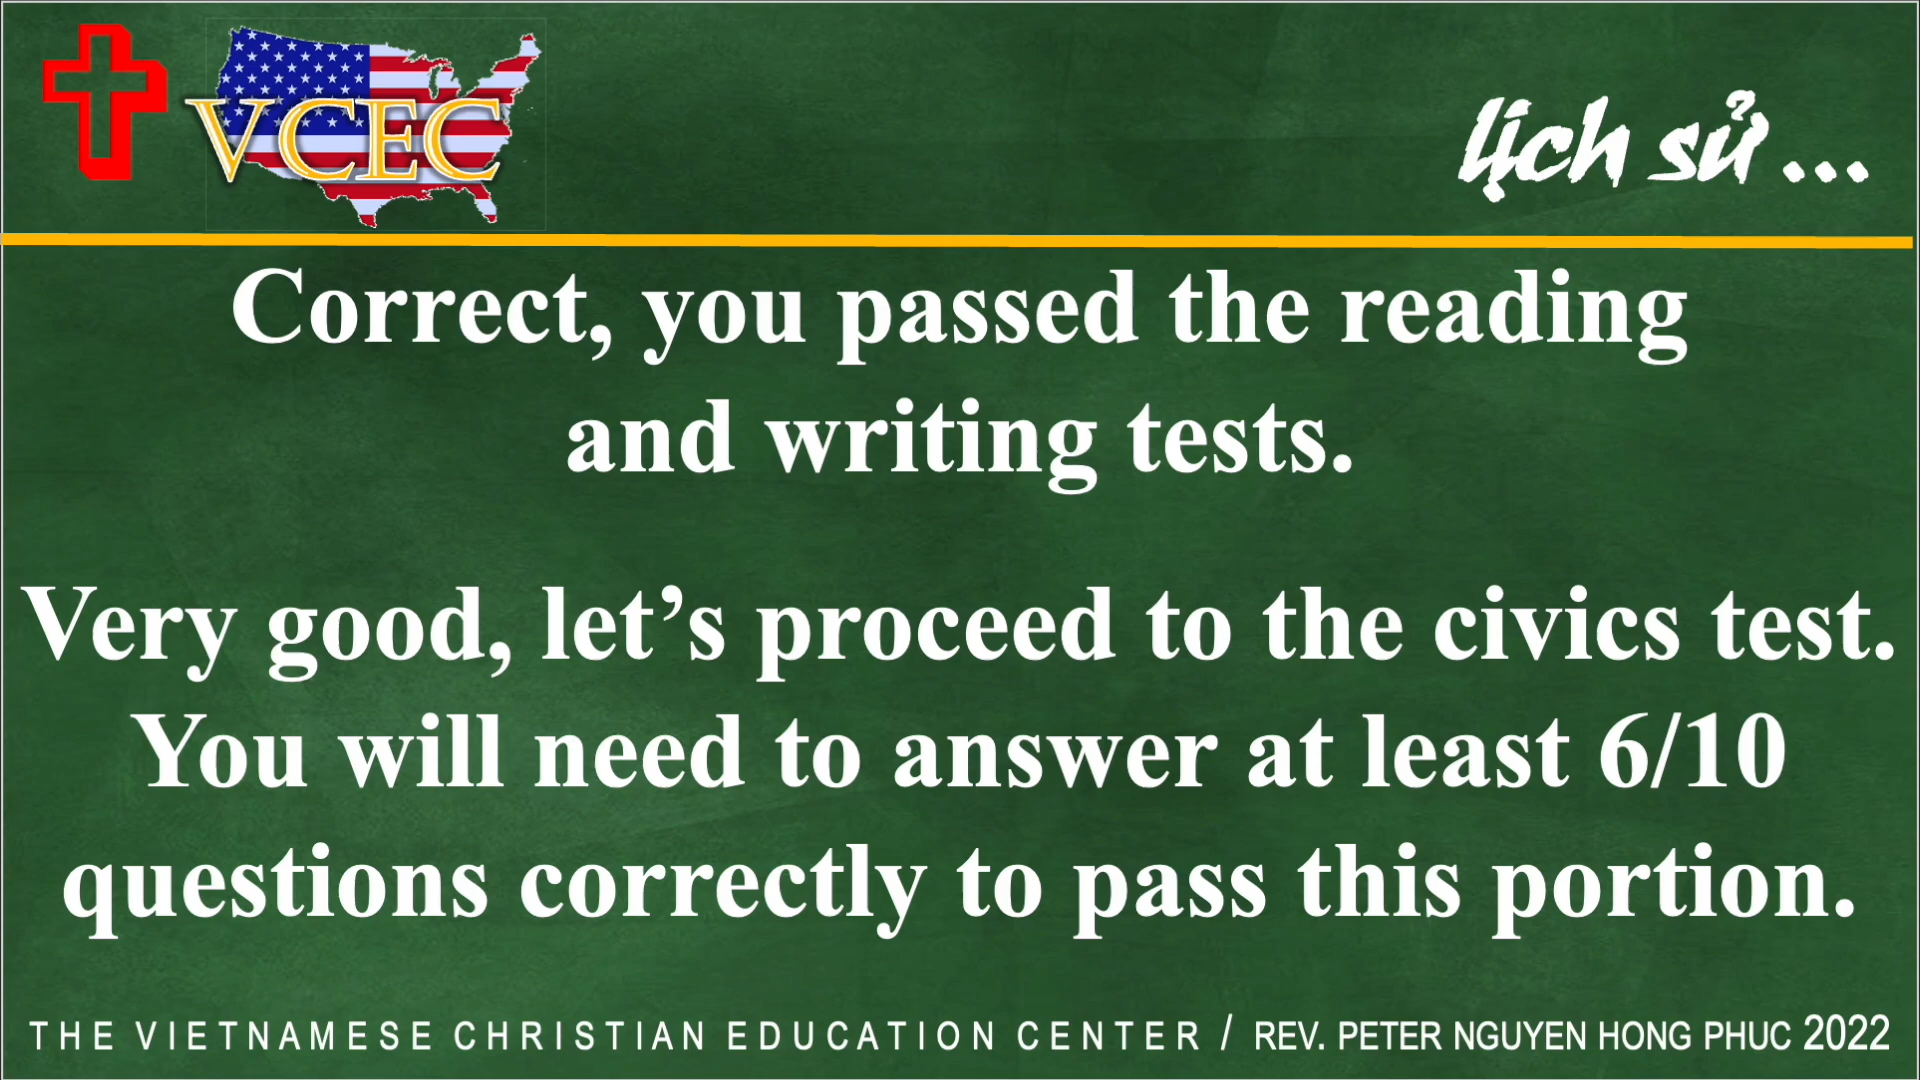 VCEC
lịch sử ...
Correct, you passed the reading
and writing tests.
Very good, let’s proceed to the civics test.
You will need to answer at least 6/10
questions correctly to pass this portion.
THE VIETNAMESE CHRISTIAN EDUCATION CENTER / REV. PETER NGUYEN HONG PHUC 2022